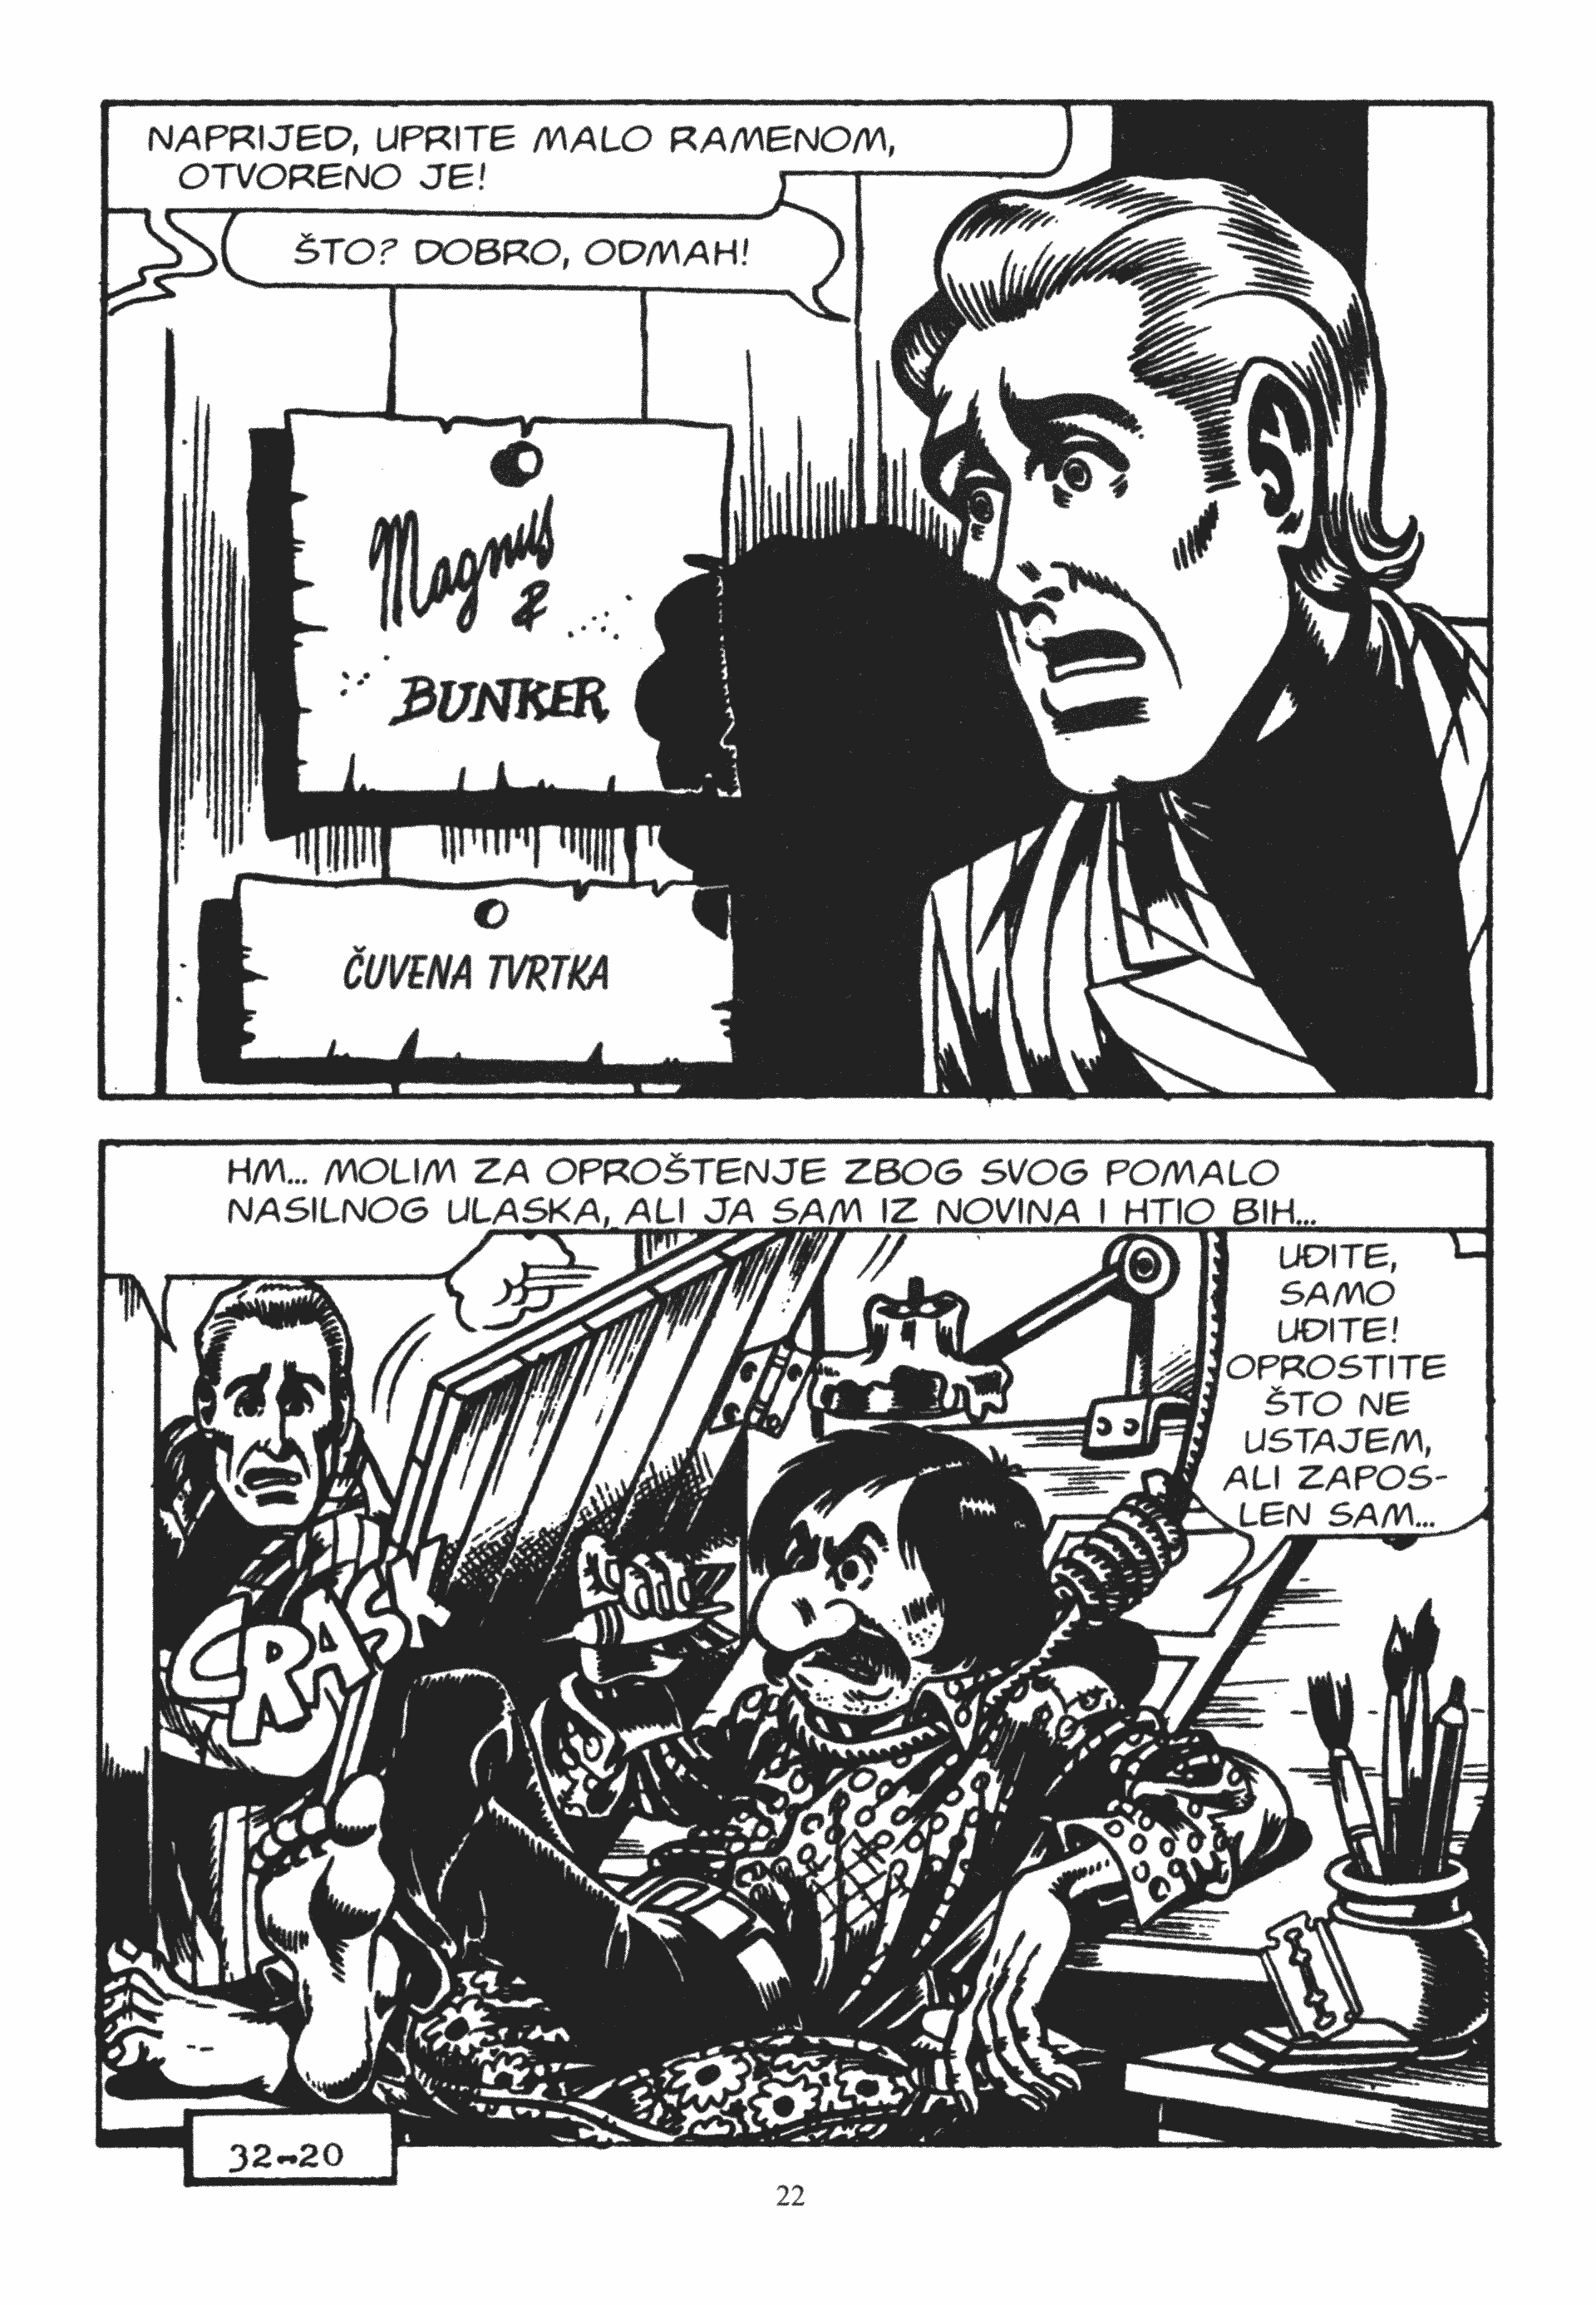 NAPRIJED, UPRITE MALO RAMENOM,
OTVORENO JE!
ŠTO? DOBRO, ODMAH!
Magnus
&
BUNKER
ČUVENA TVRTKA
HM... MOLIM ZA OPROŠTENJE ZBOG SVOG POMALO
NASILNOG ULASKA, ALI JA SAM IZ NOVINA I HTIO BIH...
UĐITE,
SAMO
UĐITE!
OPROSTITE
ŠTO NE
USTAJEM,
ALI ZAPOS-
LEN SAM...
CRASK
32-20
22